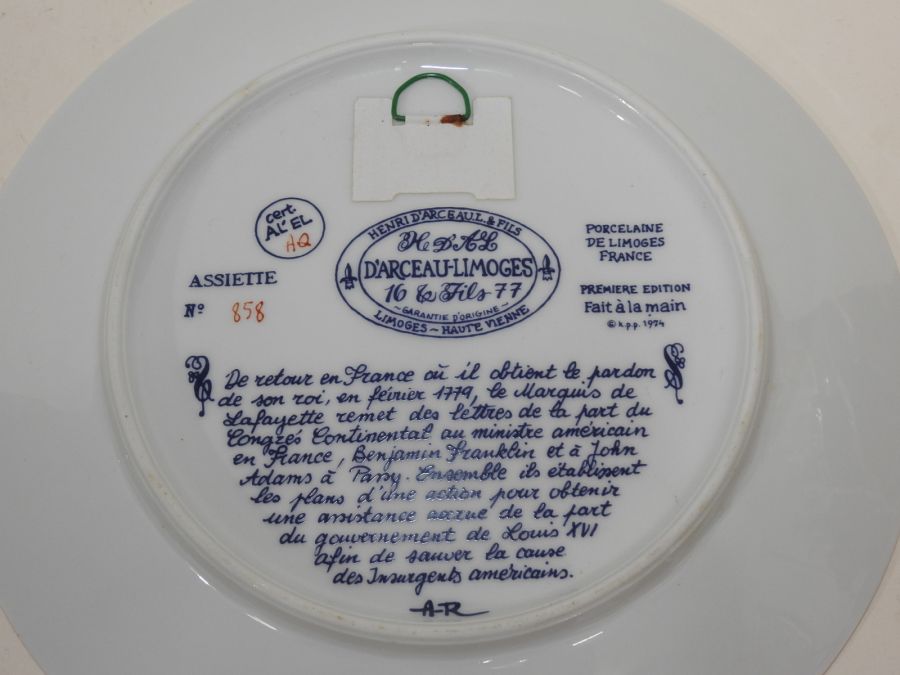 cert
AL'EL
AQ
ASSIETTE
Nº 858
HENRI D'ARCEAU L. & FILS
H. D'A L
D'ARCEAU-LIMOGES
16 & Fils 77
~ GARANTIE D'ORIGINE ~
LIMOGES ~ HAUTE VIENNE
PORCELAINE
DE LIMOGES
FRANCE
PREMIERE EDITION
Fait à la main
© k.p.p. 1974
De retour en France où il obtient le pardon
de son roi, en février 1779, le Marquis de
Lafayette remet des lettres de la part du
Congrés Continental au ministre américain
en France, Benjamin Franklin et à John
Adams à Passy. Ensemble ils établissent
les plans d'une action pour obtenir
une assistance accrue de la part
du gouvernement de Louis XVI
afin de sauver la cause
des Insurgents américains.
A-R